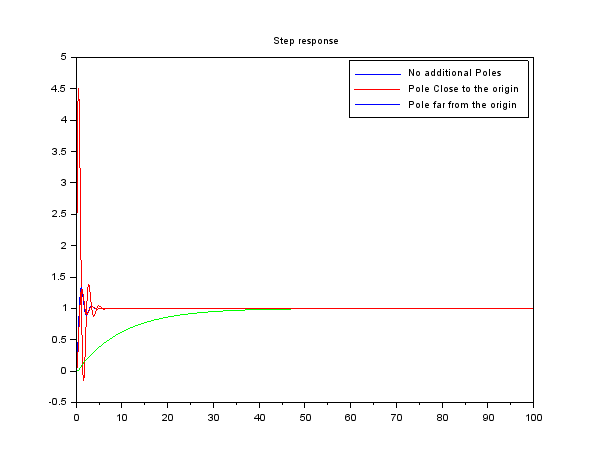 Step response
No additional Poles
Pole Close to the origin
Pole far from the origin
5
4.5
4
3.5
3
2.5
2
1.5
1
0.5
0
-0.5
0 10 20 30 40 50 60 70 80 90 100